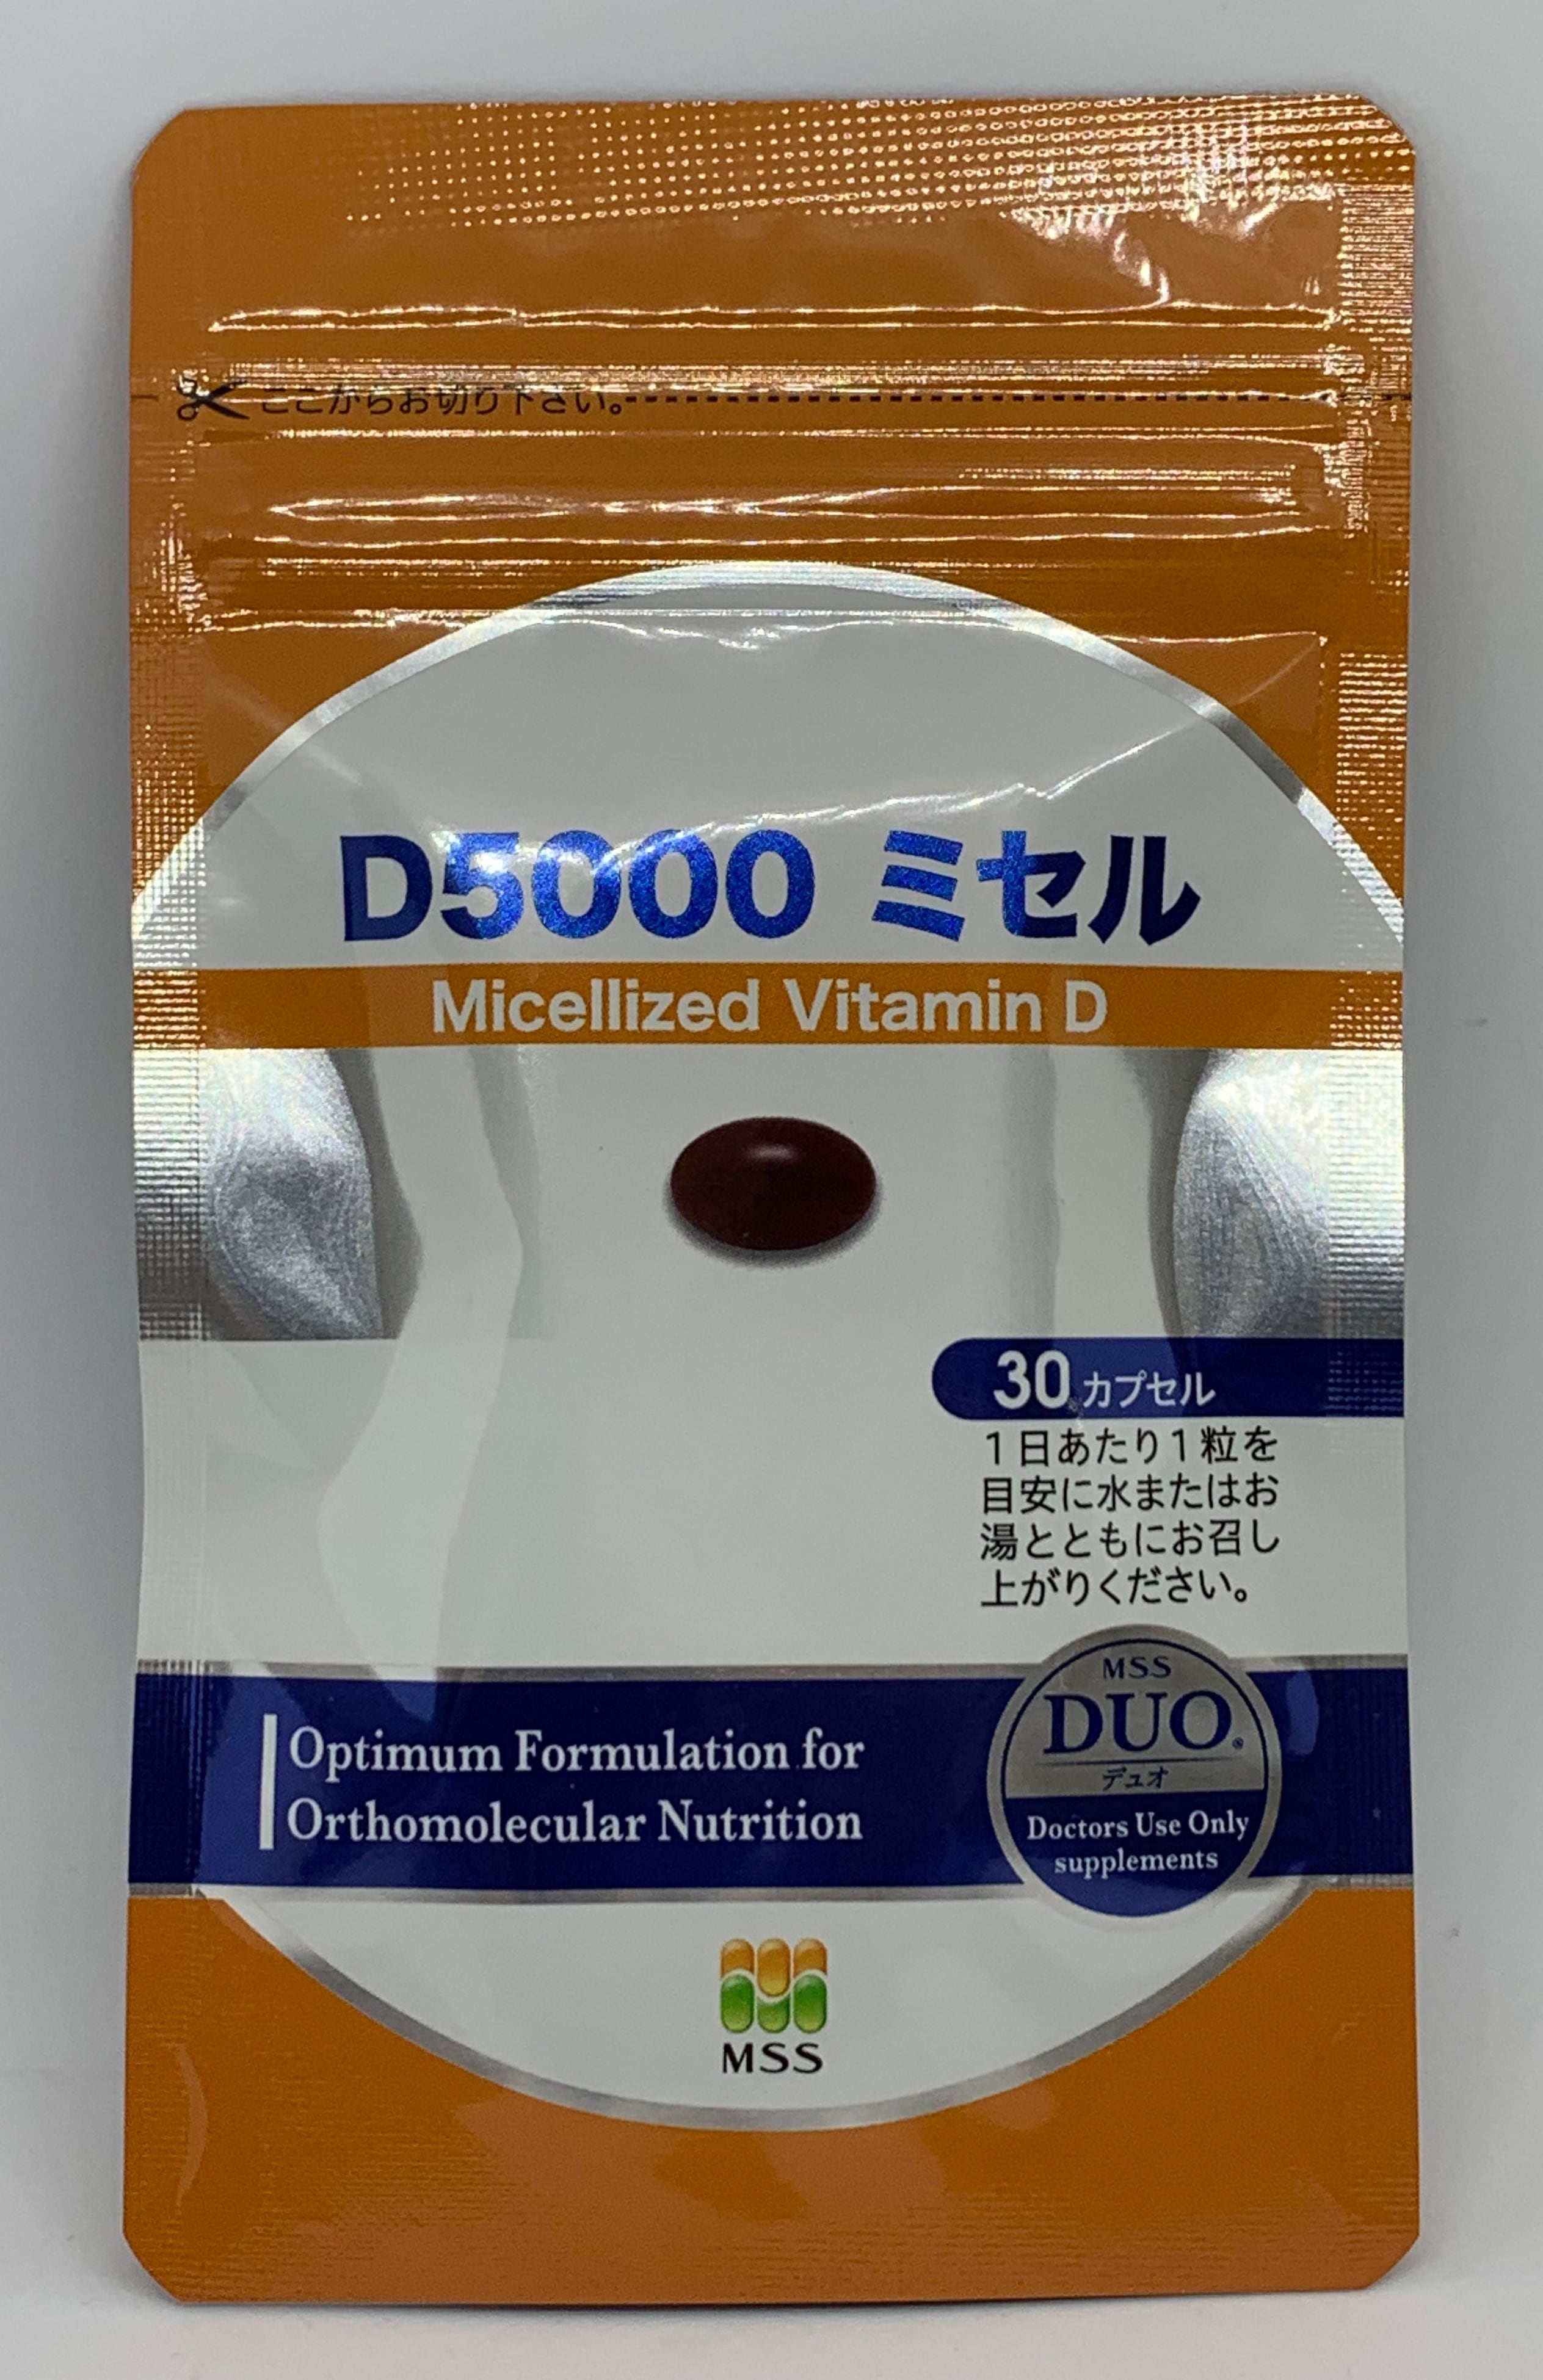 ここからお切り下さい。
D5000 ミセル
Micellized Vitamin D
30カプセル
1日あたり1粒を
目安に水またはお
湯とともにお召し
上がりください。
Optimum Formulation for
Orthomolecular Nutrition
MSS
DUO®
デュオ
Doctors Use Only
supplements
MSS